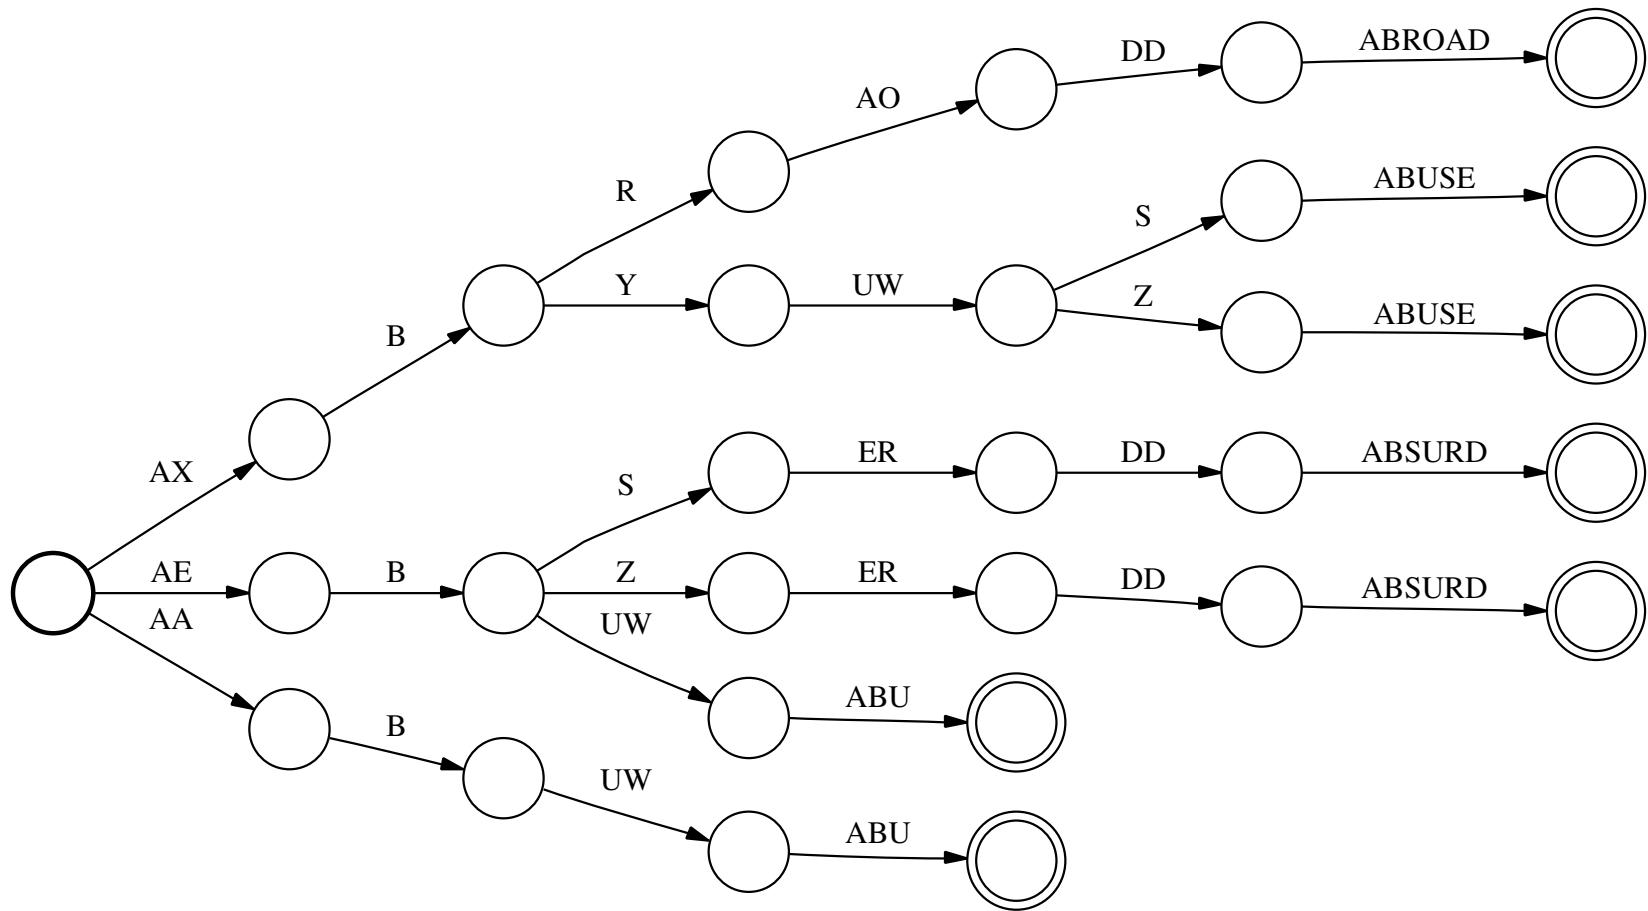 DD ABROAD
AO
R S ABUSE
Y UW Z ABUSE
B
AX S ER DD ABSURD
AE B Z ER DD ABSURD
AA UW
B ABU
UW ABU